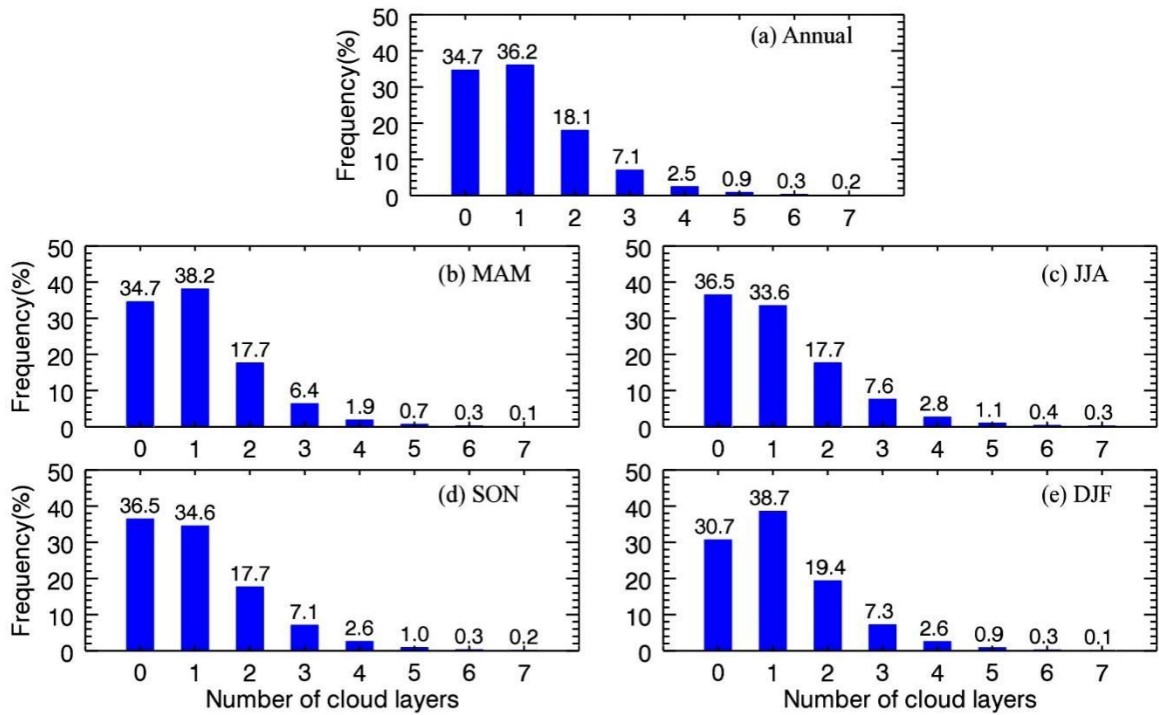 (a) Annual
Frequency(%)
50
40
30
20
10
0
34.7 36.2 18.1 7.1 2.5 0.9 0.3 0.2
0 1 2 3 4 5 6 7
(b) MAM
Frequency(%)
50
40
30
20
10
0
34.7 38.2 17.7 6.4 1.9 0.7 0.3 0.1
0 1 2 3 4 5 6 7
(c) JJA
50
40
30
20
10
0
36.5 33.6 17.7 7.6 2.8 1.1 0.4 0.3
0 1 2 3 4 5 6 7
(d) SON
Frequency(%)
50
40
30
20
10
0
36.5 34.6 17.7 7.1 2.6 1.0 0.3 0.2
0 1 2 3 4 5 6 7
Number of cloud layers
(e) DJF
50
40
30
20
10
0
30.7 38.7 19.4 7.3 2.6 0.9 0.3 0.1
0 1 2 3 4 5 6 7
Number of cloud layers